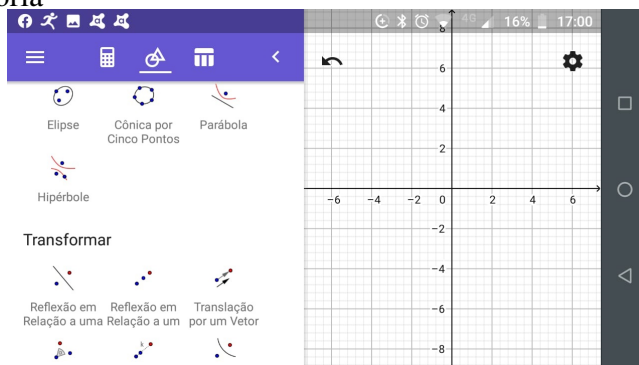 oria
4G 16% 17:00
Elipse
Cônica por
Cinco Pontos
Parábola
Hipérbole
Transformar
Reflexão em
Relação a uma
Reflexão em
Relação a um
Translação
por um Vetor
8
6
4
2
-6 -4 -2 0 2 4 6
-2
-4
-6
-8